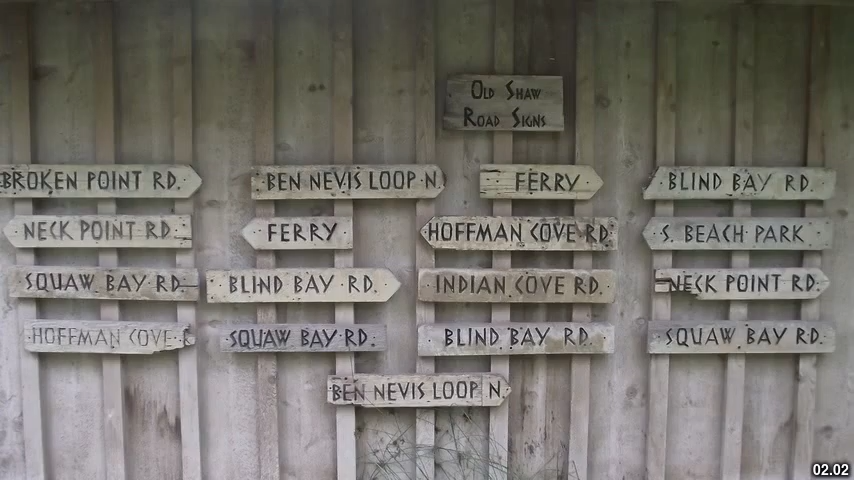 OLD SHAW
ROAD SIGNS
BROKEN POINT RD.
BEN NEVIS LOOP N.
FERRY
BLIND BAY RD.
NECK POINT RD.
FERRY
HOFFMAN COVE RD.
S. BEACH PARK
SQUAW BAY RD.
BLIND BAY RD.
INDIAN COVE RD.
NECK POINT RD.
HOFFMAN COVE
SQUAW BAY RD.
BLIND BAY RD.
SQUAW BAY RD.
BEN NEVIS LOOP N.
02.02